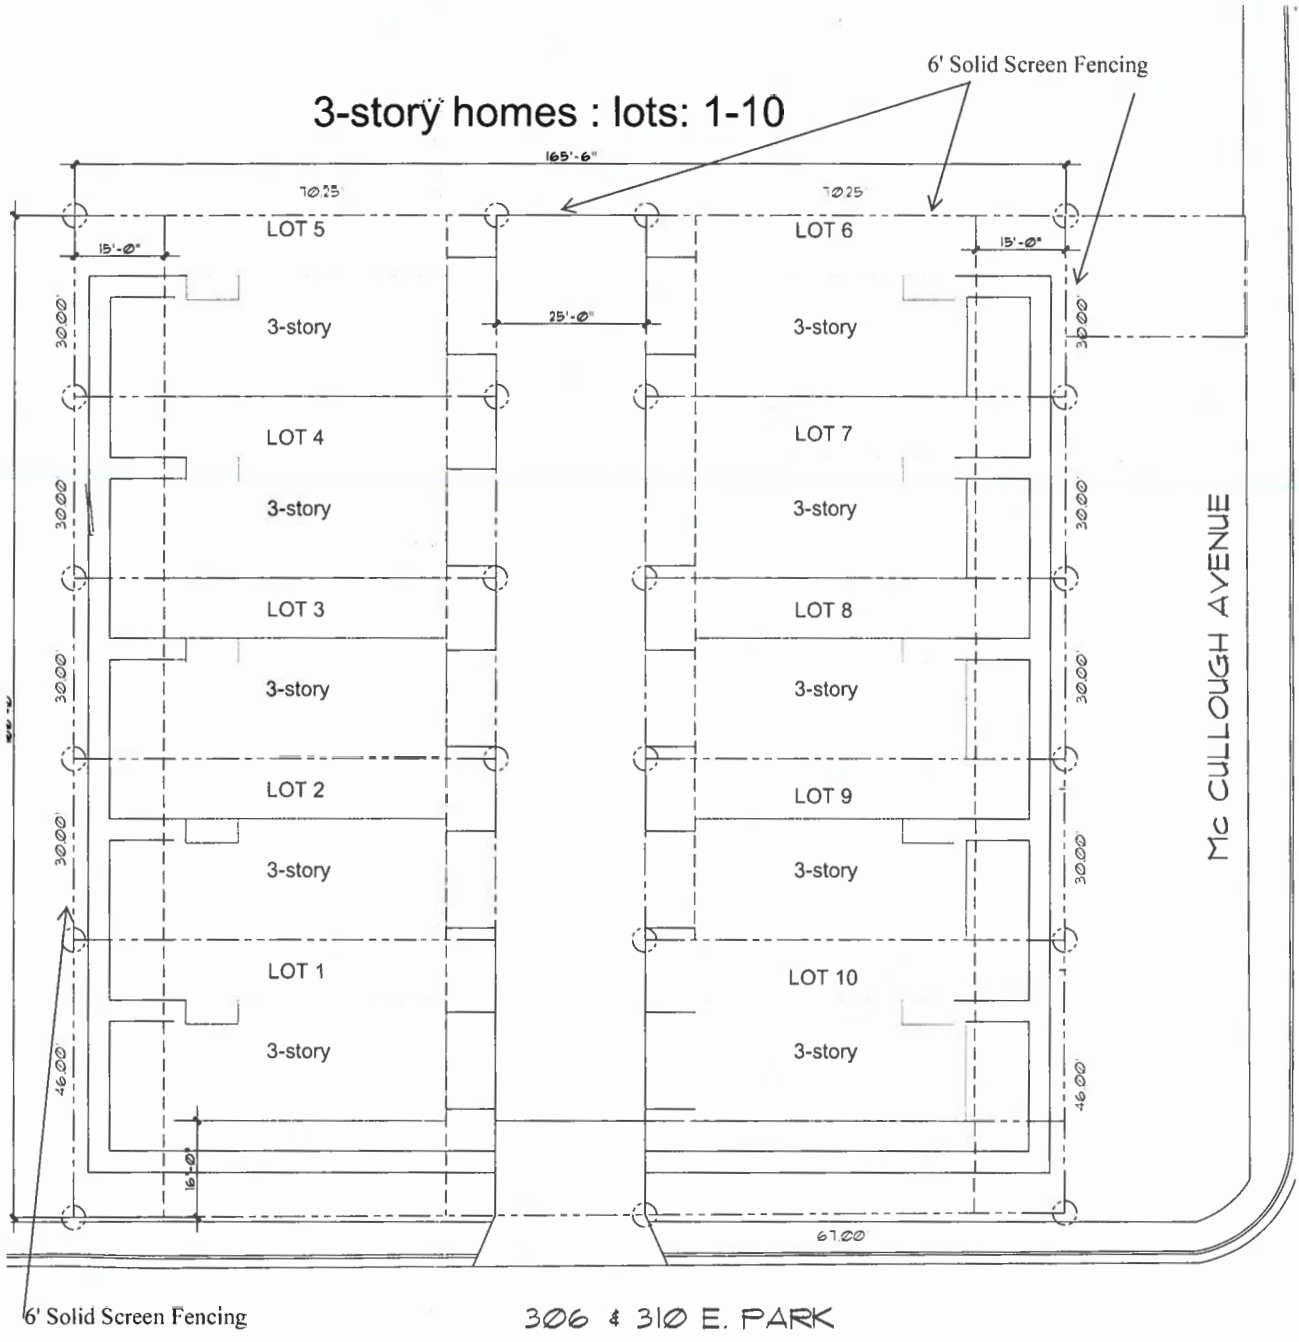 6' Solid Screen Fencing
3-story homes : lots: 1-10
165'-6"
70.25' 70.25'
LOT 5 LOT 6
15'-0" 15'-0"
30.00' 3-story 25'-0" 3-story 30.00'
LOT 4 LOT 7
30.00' 3-story 3-story 30.00'
LOT 3 LOT 8
30.00' 3-story 3-story 30.00'
LOT 2 LOT 9
30.00' 3-story 3-story 30.00'
LOT 1 LOT 10
46.00' 3-story 3-story 46.00'
16'-0"
Mc CULLOUGH AVENUE
67.00'
6' Solid Screen Fencing
306 & 310 E. PARK